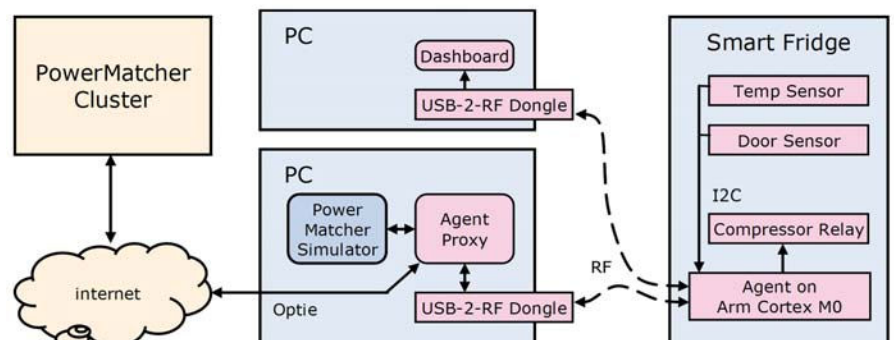 PowerMatcher
Cluster
internet
PC
Dashboard
USB-2-RF Dongle
PC
Power
Matcher
Simulator
Agent
Proxy
USB-2-RF Dongle
Optie
RF
Smart Fridge
Temp Sensor
Door Sensor
I2C
Compressor Relay
Agent on
Arm Cortex M0